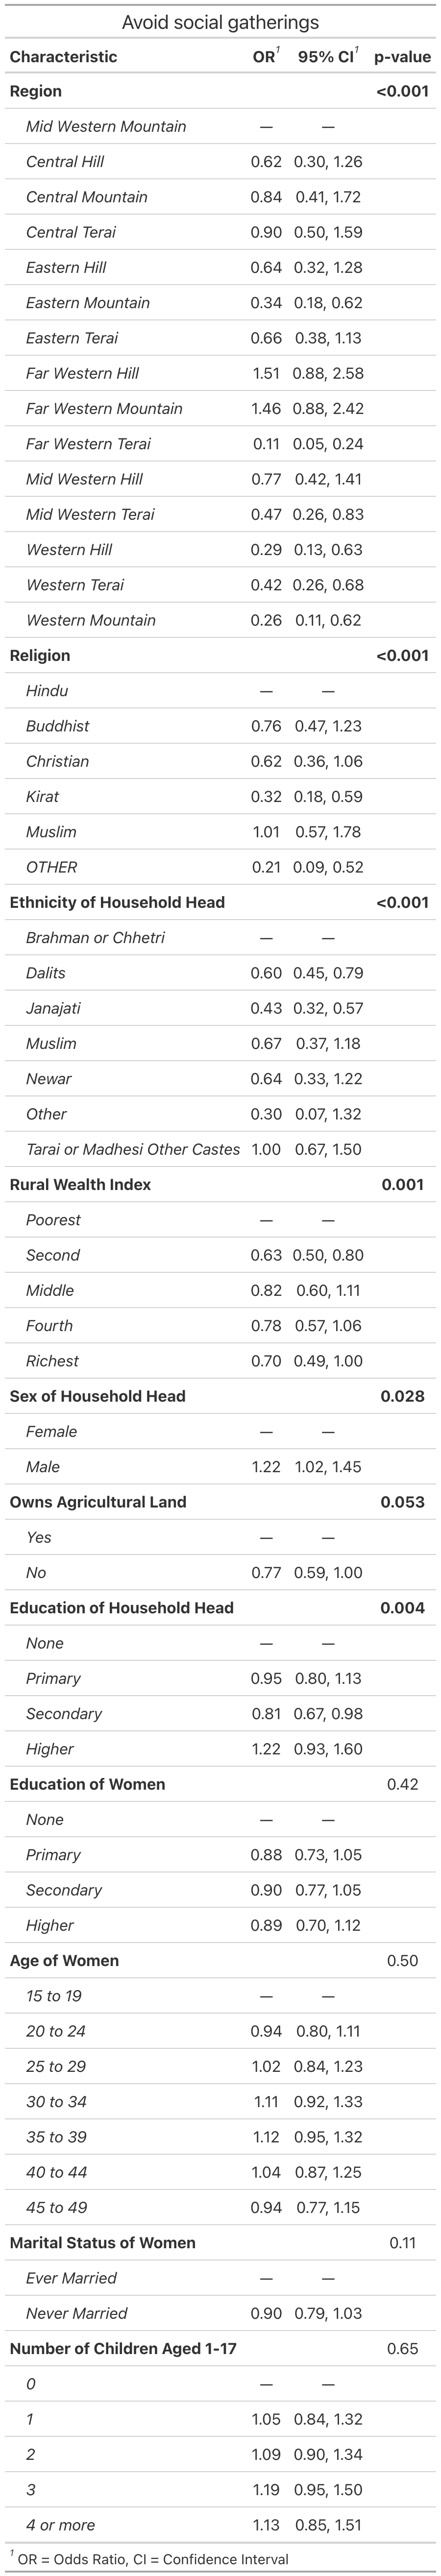 Avoid social gatherings
Characteristic OR¹ 95% CI¹ p-value
Region <0.001
Mid Western Mountain — —
Central Hill 0.62 0.30, 1.26
Central Mountain 0.84 0.41, 1.72
Central Terai 0.90 0.50, 1.59
Eastern Hill 0.64 0.32, 1.28
Eastern Mountain 0.34 0.18, 0.62
Eastern Terai 0.66 0.38, 1.13
Far Western Hill 1.51 0.88, 2.58
Far Western Mountain 1.46 0.88, 2.42
Far Western Terai 0.11 0.05, 0.24
Mid Western Hill 0.77 0.42, 1.41
Mid Western Terai 0.47 0.26, 0.83
Western Hill 0.29 0.13, 0.63
Western Terai 0.42 0.26, 0.68
Western Mountain 0.26 0.11, 0.62
Religion <0.001
Hindu — —
Buddhist 0.76 0.47, 1.23
Christian 0.62 0.36, 1.06
Kirat 0.32 0.18, 0.59
Muslim 1.01 0.57, 1.78
OTHER 0.21 0.09, 0.52
Ethnicity of Household Head <0.001
Brahman or Chhetri — —
Dalits 0.60 0.45, 0.79
Janajati 0.43 0.32, 0.57
Muslim 0.67 0.37, 1.18
Newar 0.64 0.33, 1.22
Other 0.30 0.07, 1.32
Tarai or Madhesi Other Castes 1.00 0.67, 1.50
Rural Wealth Index 0.001
Poorest — —
Second 0.63 0.50, 0.80
Middle 0.82 0.60, 1.11
Fourth 0.78 0.57, 1.06
Richest 0.70 0.49, 1.00
Sex of Household Head 0.028
Female — —
Male 1.22 1.02, 1.45
Owns Agricultural Land 0.053
Yes — —
No 0.77 0.59, 1.00
Education of Household Head 0.004
None — —
Primary 0.95 0.80, 1.13
Secondary 0.81 0.67, 0.98
Higher 1.22 0.93, 1.60
Education of Women 0.42
None — —
Primary 0.88 0.73, 1.05
Secondary 0.90 0.77, 1.05
Higher 0.89 0.70, 1.12
Age of Women 0.50
15 to 19 — —
20 to 24 0.94 0.80, 1.11
25 to 29 1.02 0.84, 1.23
30 to 34 1.11 0.92, 1.33
35 to 39 1.12 0.95, 1.32
40 to 44 1.04 0.87, 1.25
45 to 49 0.94 0.77, 1.15
Marital Status of Women 0.11
Ever Married — —
Never Married 0.90 0.79, 1.03
Number of Children Aged 1-17 0.65
0 — —
1 1.05 0.84, 1.32
2 1.09 0.90, 1.34
3 1.19 0.95, 1.50
4 or more 1.13 0.85, 1.51
¹ OR = Odds Ratio, CI = Confidence Interval